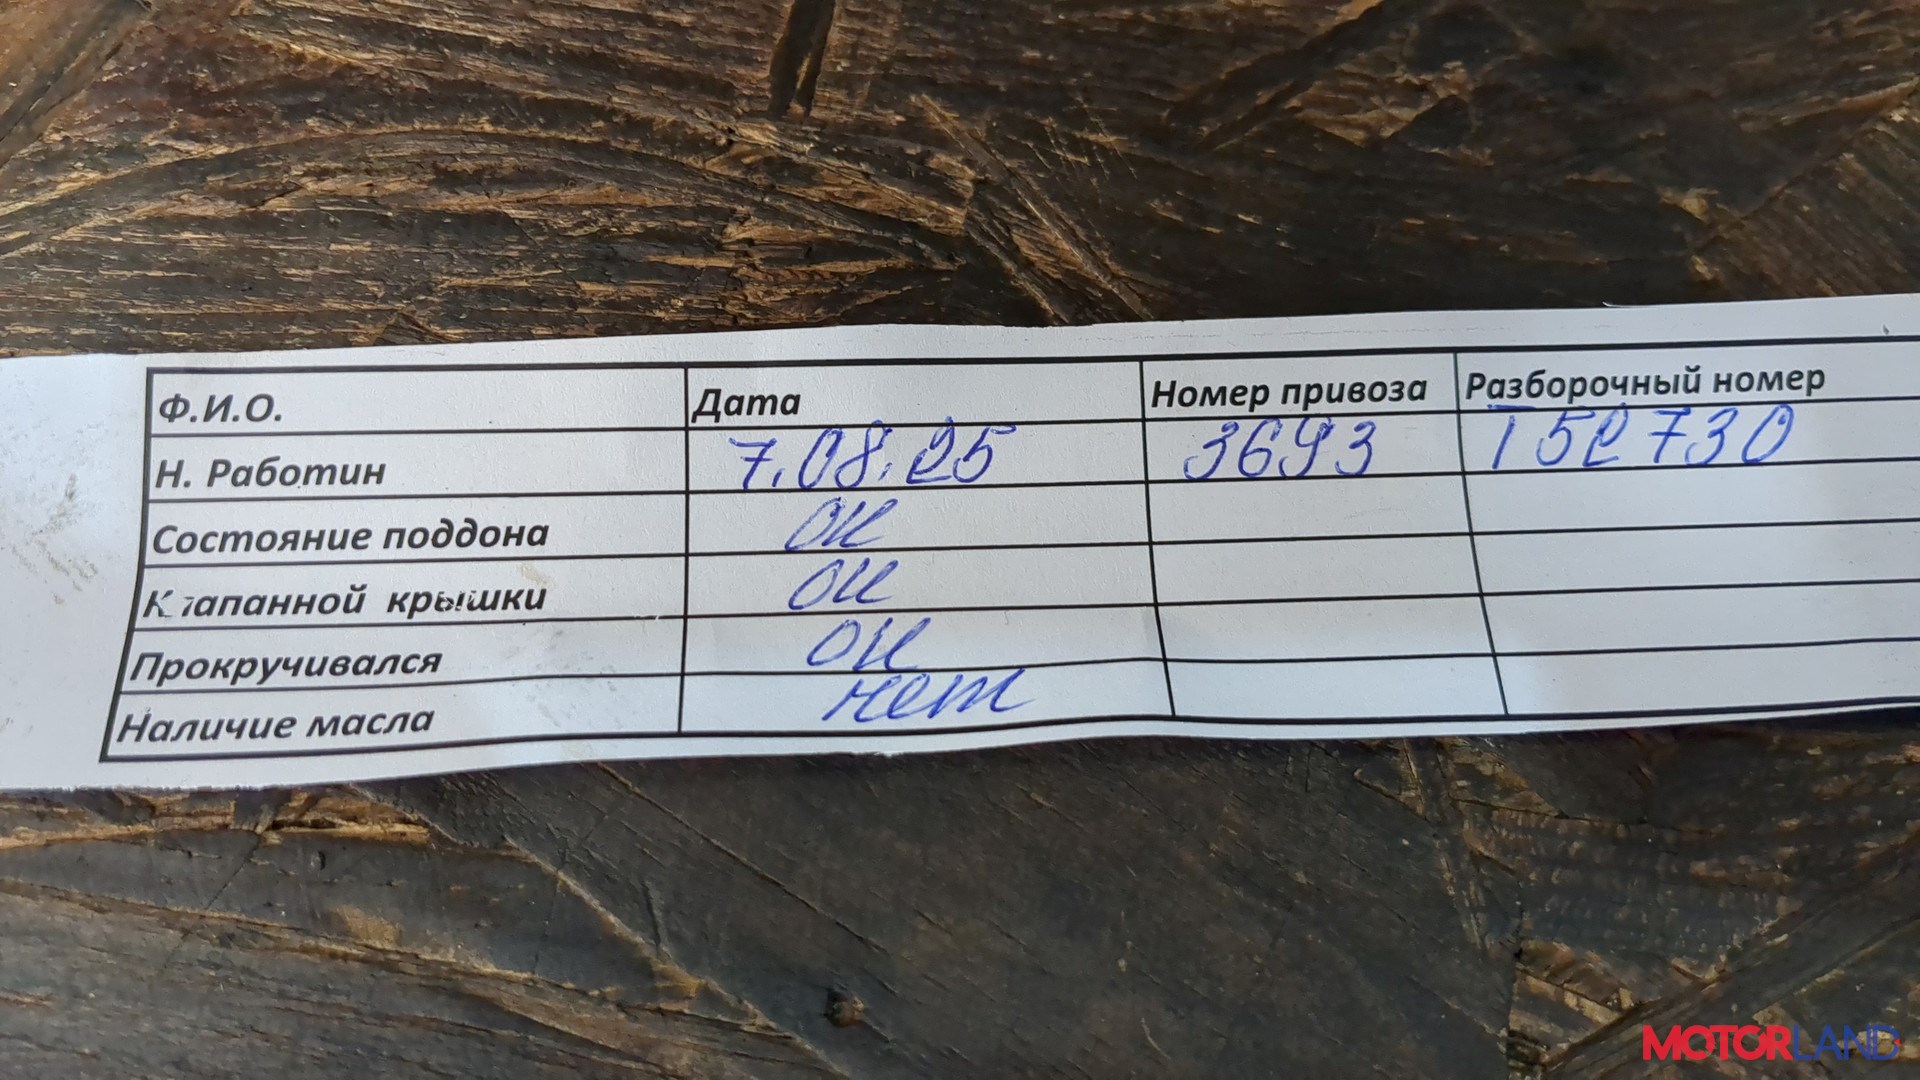 Ф.И.О. Дата Номер привоза Разборочный номер
Н. Работин 7.08.25 3693 Т52730
Состояние поддона ОК
Клапанной крышки ОК
Прокручивался ОК
Наличие масла нет
MOTORLAND